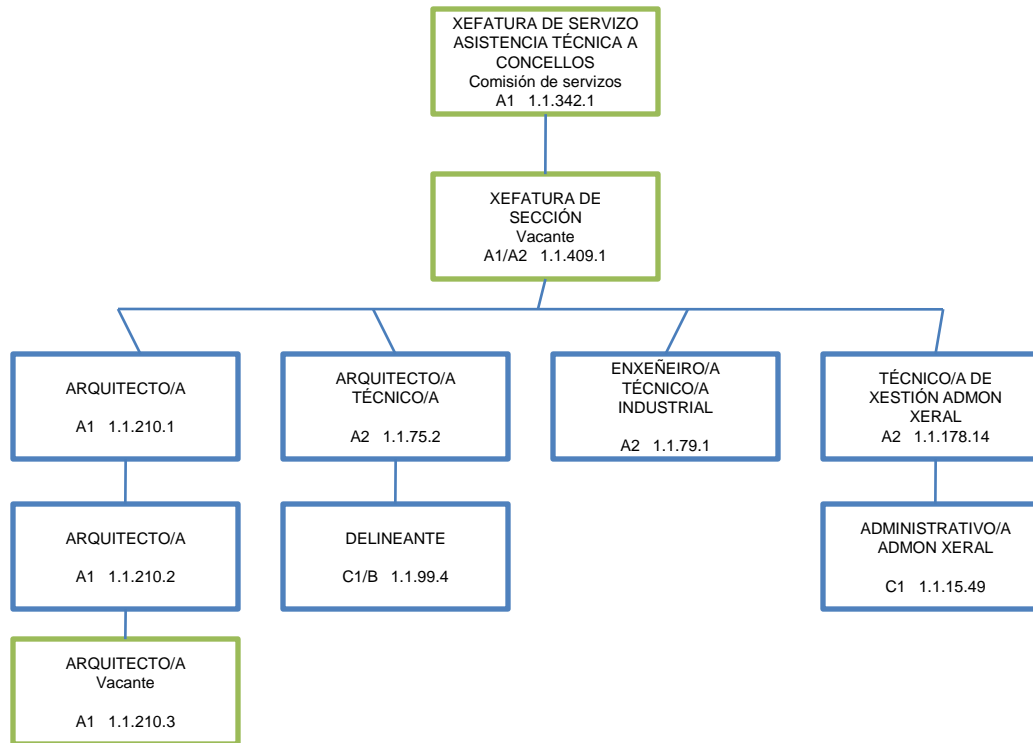 XEFATURA DE SERVIZO
ASISTENCIA TÉCNICA A
CONCELLOS
Comisión de servizos
A1 1.1.342.1
XEFATURA DE
SECCIÓN
Vacante
A1/A2 1.1.409.1
ARQUITECTO/A
A1 1.1.210.1
ARQUITECTO/A
TÉCNICO/A
A2 1.1.75.2
ENXEÑEIRO/A
TÉCNICO/A
INDUSTRIAL
A2 1.1.79.1
TÉCNICO/A DE
XESTIÓN ADMON
XERAL
A2 1.1.178.14
ARQUITECTO/A
A1 1.1.210.2
DELINEANTE
C1/B 1.1.99.4
ADMINISTRATIVO/A
ADMON XERAL
C1 1.1.15.49
ARQUITECTO/A
Vacante
A1 1.1.210.3